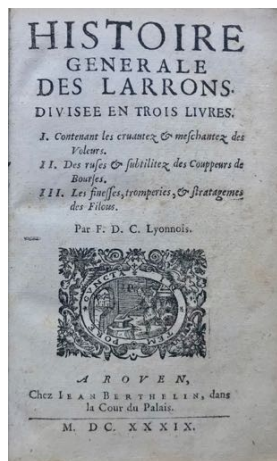 HISTOIRE
GENERALE
DES LARRONS.
DIVISEE EN TROIS LIVRES.
I. Contenant les cruautez & meschantez des
Voleurs.
II. Des ruses & subtilitez des Couppeurs de
Bourses.
III. Les finesses, tromperies, & stratagemes
des Filous.
Par F. D. C. Lyonnois.
A ROVEN,
Chez IEAN BERTHELIN, dans
la Cour du Palais.
M. DC. XXXIX.